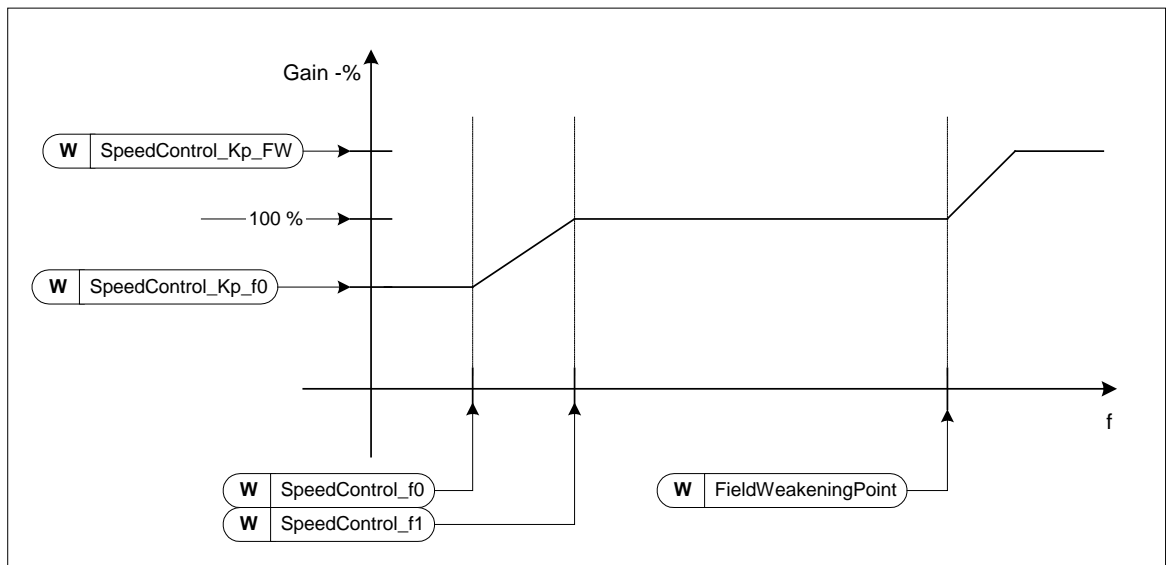 Gain -%
W SpeedControl_Kp_FW
100 %
W SpeedControl_Kp_f0
f
W SpeedControl_f0
W FieldWeakeningPoint
W SpeedControl_f1